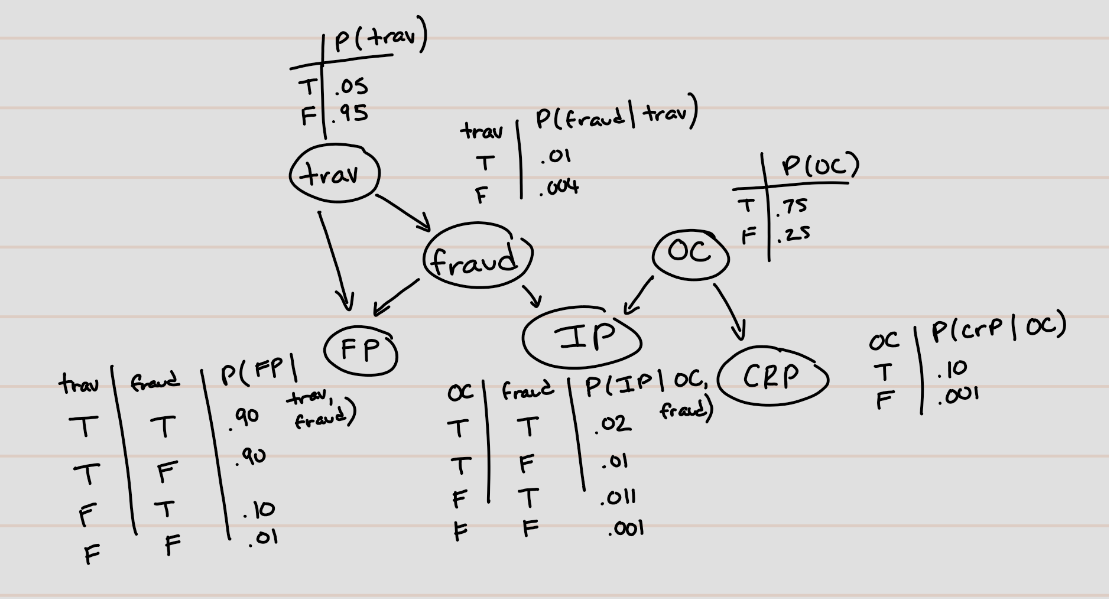 P(trav)
T .05
F .95
trav
trav P(fraud|trav)
T .01
F .004
fraud
P(OC)
T .75
F .25
OC
FP
IP
CRP
OC P(crP|OC)
T .10
F .001
trav fraud P(FP|
trav,
fraud)
T T .90
T F .90
F T .10
F F .01
OC fraud P(IP|OC,
fraud)
T T .02
T F .01
F T .011
F F .001